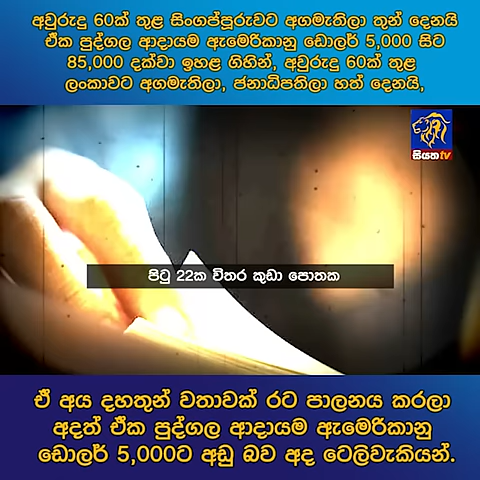 අවුරුදු 60ක් තුළ සිංගප්පූරුවට අගමැතිලා තුන් දෙනයි
ඒක පුද්ගල ආදායම ඇමෙරිකානු ඩොලර් 5,000 සිට
85,000 දක්වා ඉහළ ගිහින්, අවුරුදු 60ක් තුළ
ලංකාවට අගමැතිලා, ජනාධිපතිලා හත් දෙනයි,
සියත tv
පිටු 22ක විතර කුඩා පොතක
ඒ අය දහතුන් වතාවක් රට පාලනය කරලා
අදත් ඒක පුද්ගල ආදායම ඇමෙරිකානු
ඩොලර් 5,000ට අඩු බව අද ටෙලිවැකියන්.